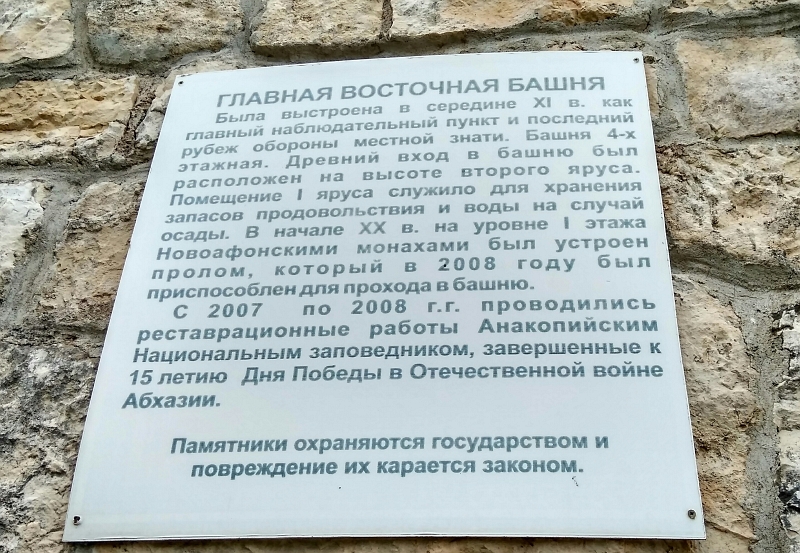 ГЛАВНАЯ ВОСТОЧНАЯ БАШНЯ
Была выстроена в середине XI в. как
главный наблюдательный пункт и последний
рубеж обороны местной знати. Башня 4-х
этажная. Древний вход в башню был
расположен на высоте второго яруса.
Помещение I яруса служило для хранения
запасов продовольствия и воды на случай
осады. В начале XX в. на уровне I этажа
Новоафонскими монахами был устроен
пролом, который в 2008 году был
приспособлен для прохода в башню.
С 2007 по 2008 г.г. проводились
реставрационные работы Анакопийским
Национальным заповедником, завершенные к
15 летию Дня Победы в Отечественной войне
Абхазии.
Памятники охраняются государством и
повреждение их карается законом.